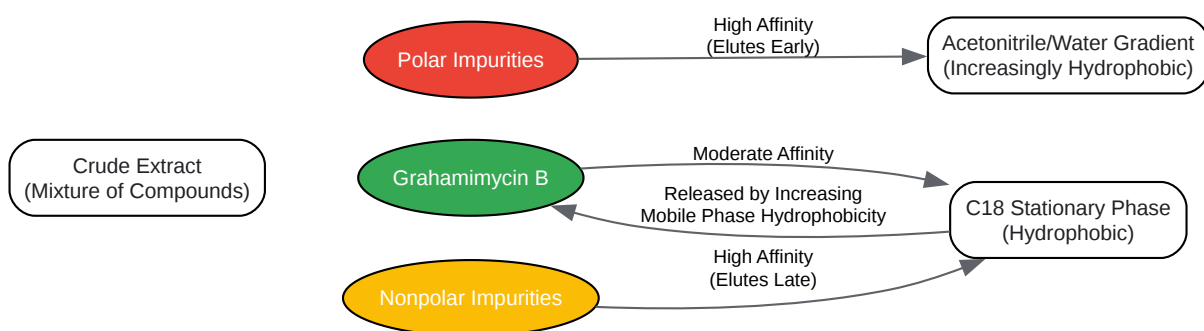 High Affinity
(Elutes Early)
Polar Impurities
Acetonitrile/Water Gradient
(Increasingly Hydrophobic)
Crude Extract
(Mixture of Compounds)
Grahamimycin B
Moderate Affinity
Released by Increasing
Mobile Phase Hydrophobicity
C18 Stationary Phase
(Hydrophobic)
High Affinity
(Elutes Late)
Nonpolar Impurities